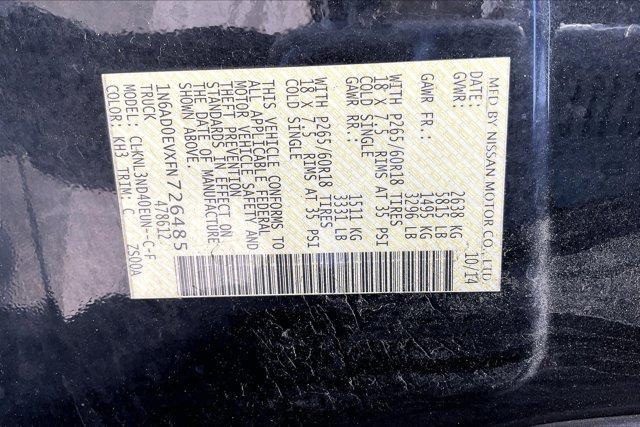 MFD BY NISSAN MOTOR CO., LTD.
DATE: 10/14
GVWR: 2638 KG
5815 LB
GAWR FR: 1495 KG
3296 LB
WITH P265/60R18 TIRES
18 X 7.5 RIMS AT 35 PSI
COLD SINGLE
GAWR RR: 1511 KG
3331 LB
WITH P265/60R18 TIRES
18 X 7.5 RIMS AT 35 PSI
COLD SINGLE
THIS VEHICLE CONFORMS TO
ALL APPLICABLE FEDERAL
MOTOR VEHICLE SAFETY AND
THEFT PREVENTION
STANDARDS IN EFFECT ON
THE DATE OF MANUFACTURE
SHOWN ABOVE.
1N6AD0EVXFN726485
TRUCK 478612
MODEL: CLKNL3ND40EUN-C-F
COLOR: KH3 TRIM: C ZS00A